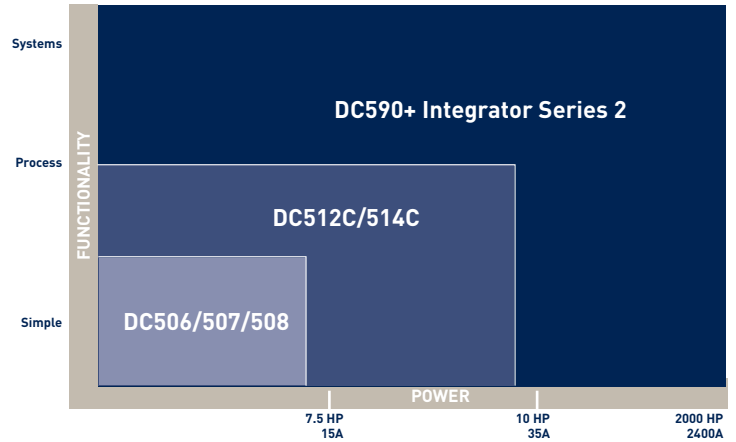 Systems
DC590+ Integrator Series 2
Process
FUNCTIONALITY
DC512C/514C
Simple
DC506/507/508
POWER
7.5 HP
15A
10 HP
35A
2000 HP
2400A